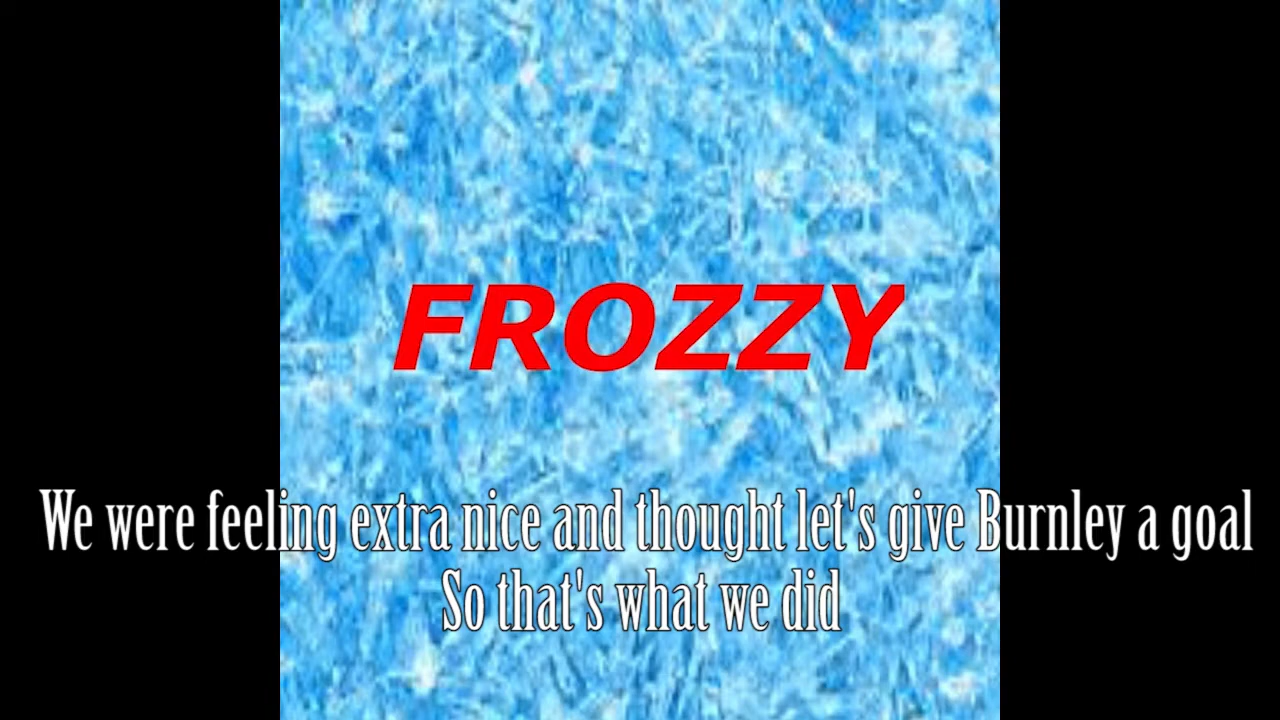 FROZZY
We were feeling extra nice and thought let's give Burnley a goal
So that's what we did